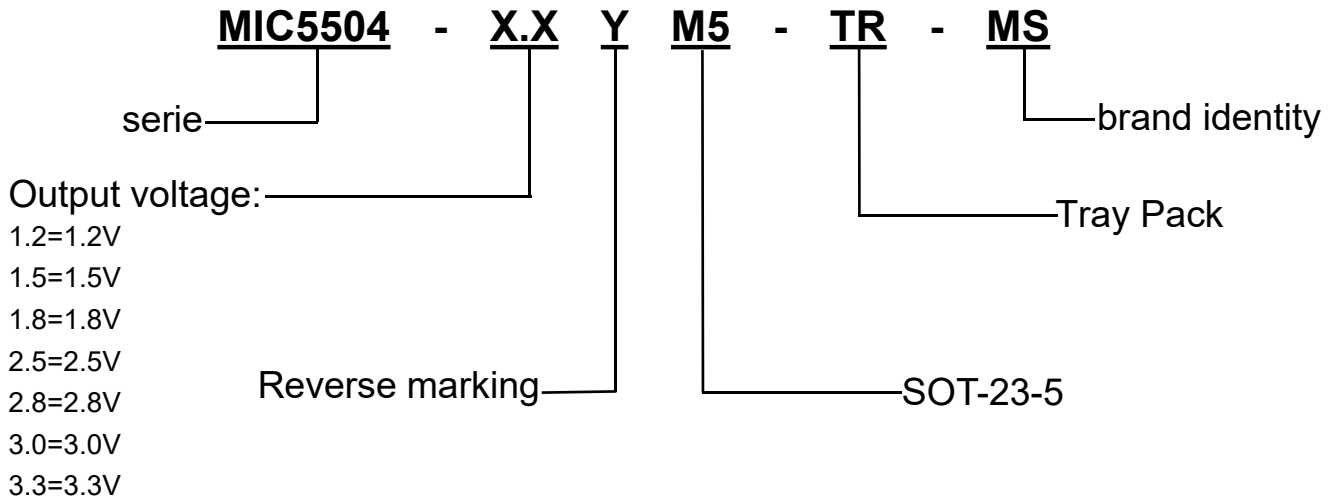 MIC5504 - X.X Y M5 - TR - MS
serie
brand identity
Output voltage:
Tray Pack
1.2=1.2V
1.5=1.5V
1.8=1.8V
2.5=2.5V
Reverse marking
SOT-23-5
2.8=2.8V
3.0=3.0V
3.3=3.3V